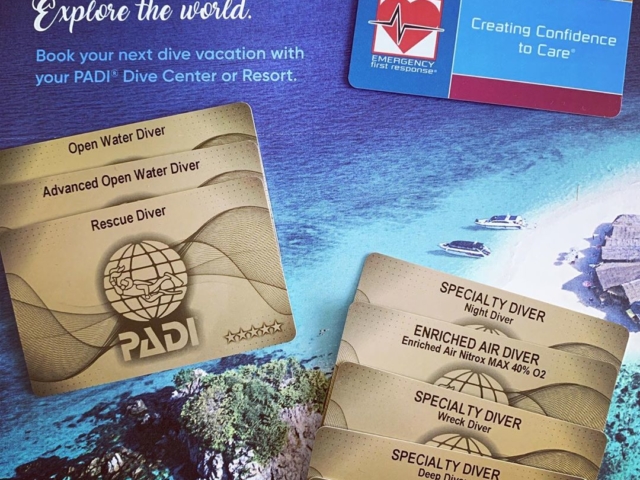 Explore the world.
Book your next dive vacation with
your PADI® Dive Center or Resort.
EMERGENCY
first response®
Creating Confidence
to Care®
Open Water Diver
Advanced Open Water Diver
Rescue Diver
PADI
SPECIALTY DIVER
Night Diver
ENRICHED AIR DIVER
Enriched Air Nitrox MAX 40% O2
SPECIALTY DIVER
Wreck Diver
SPECIALTY DIVER
Deep Dive